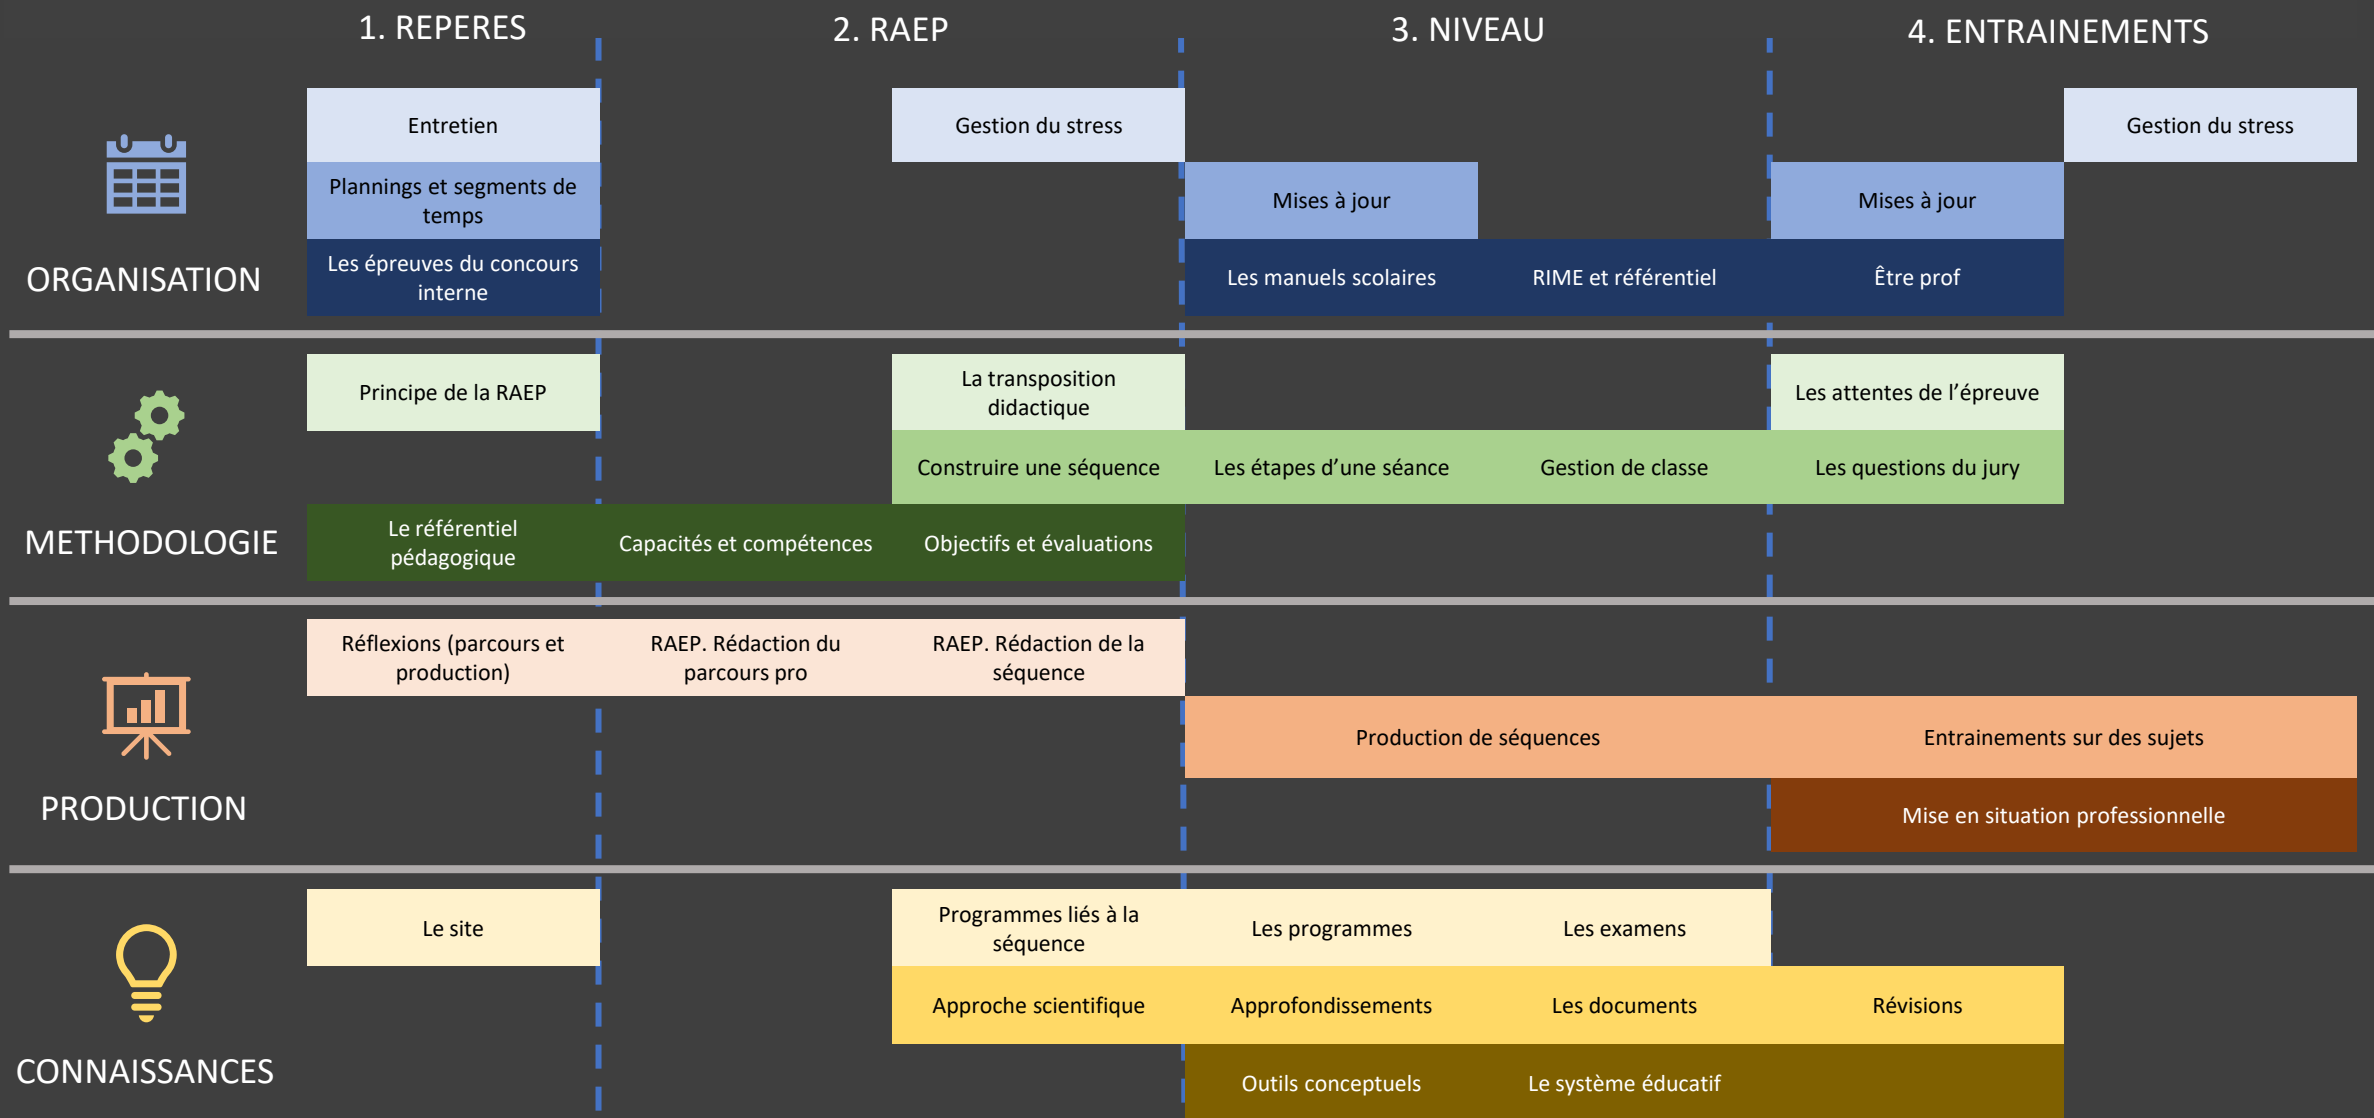 1. REPERES
2. RAEP
3. NIVEAU
4. ENTRAINEMENTS
ORGANISATION
Entretien
Gestion du stress
Gestion du stress
Plannings et segments de
temps
Mises à jour
Mises à jour
Les épreuves du concours
interne
Les manuels scolaires
RIME et référentiel
Être prof
METHODOLOGIE
Principe de la RAEP
La transposition
didactique
Les attentes de l’épreuve
Construire une séquence
Les étapes d’une séance
Gestion de classe
Les questions du jury
Le référentiel
pédagogique
Capacités et compétences
Objectifs et évaluations
PRODUCTION
Réflexions (parcours et
production)
RAEP. Rédaction du
parcours pro
RAEP. Rédaction de la
séquence
Production de séquences
Entrainements sur des sujets
Mise en situation professionnelle
CONNAISSANCES
Le site
Programmes liés à la
séquence
Les programmes
Les examens
Approche scientifique
Approfondissements
Les documents
Révisions
Outils conceptuels
Le système éducatif